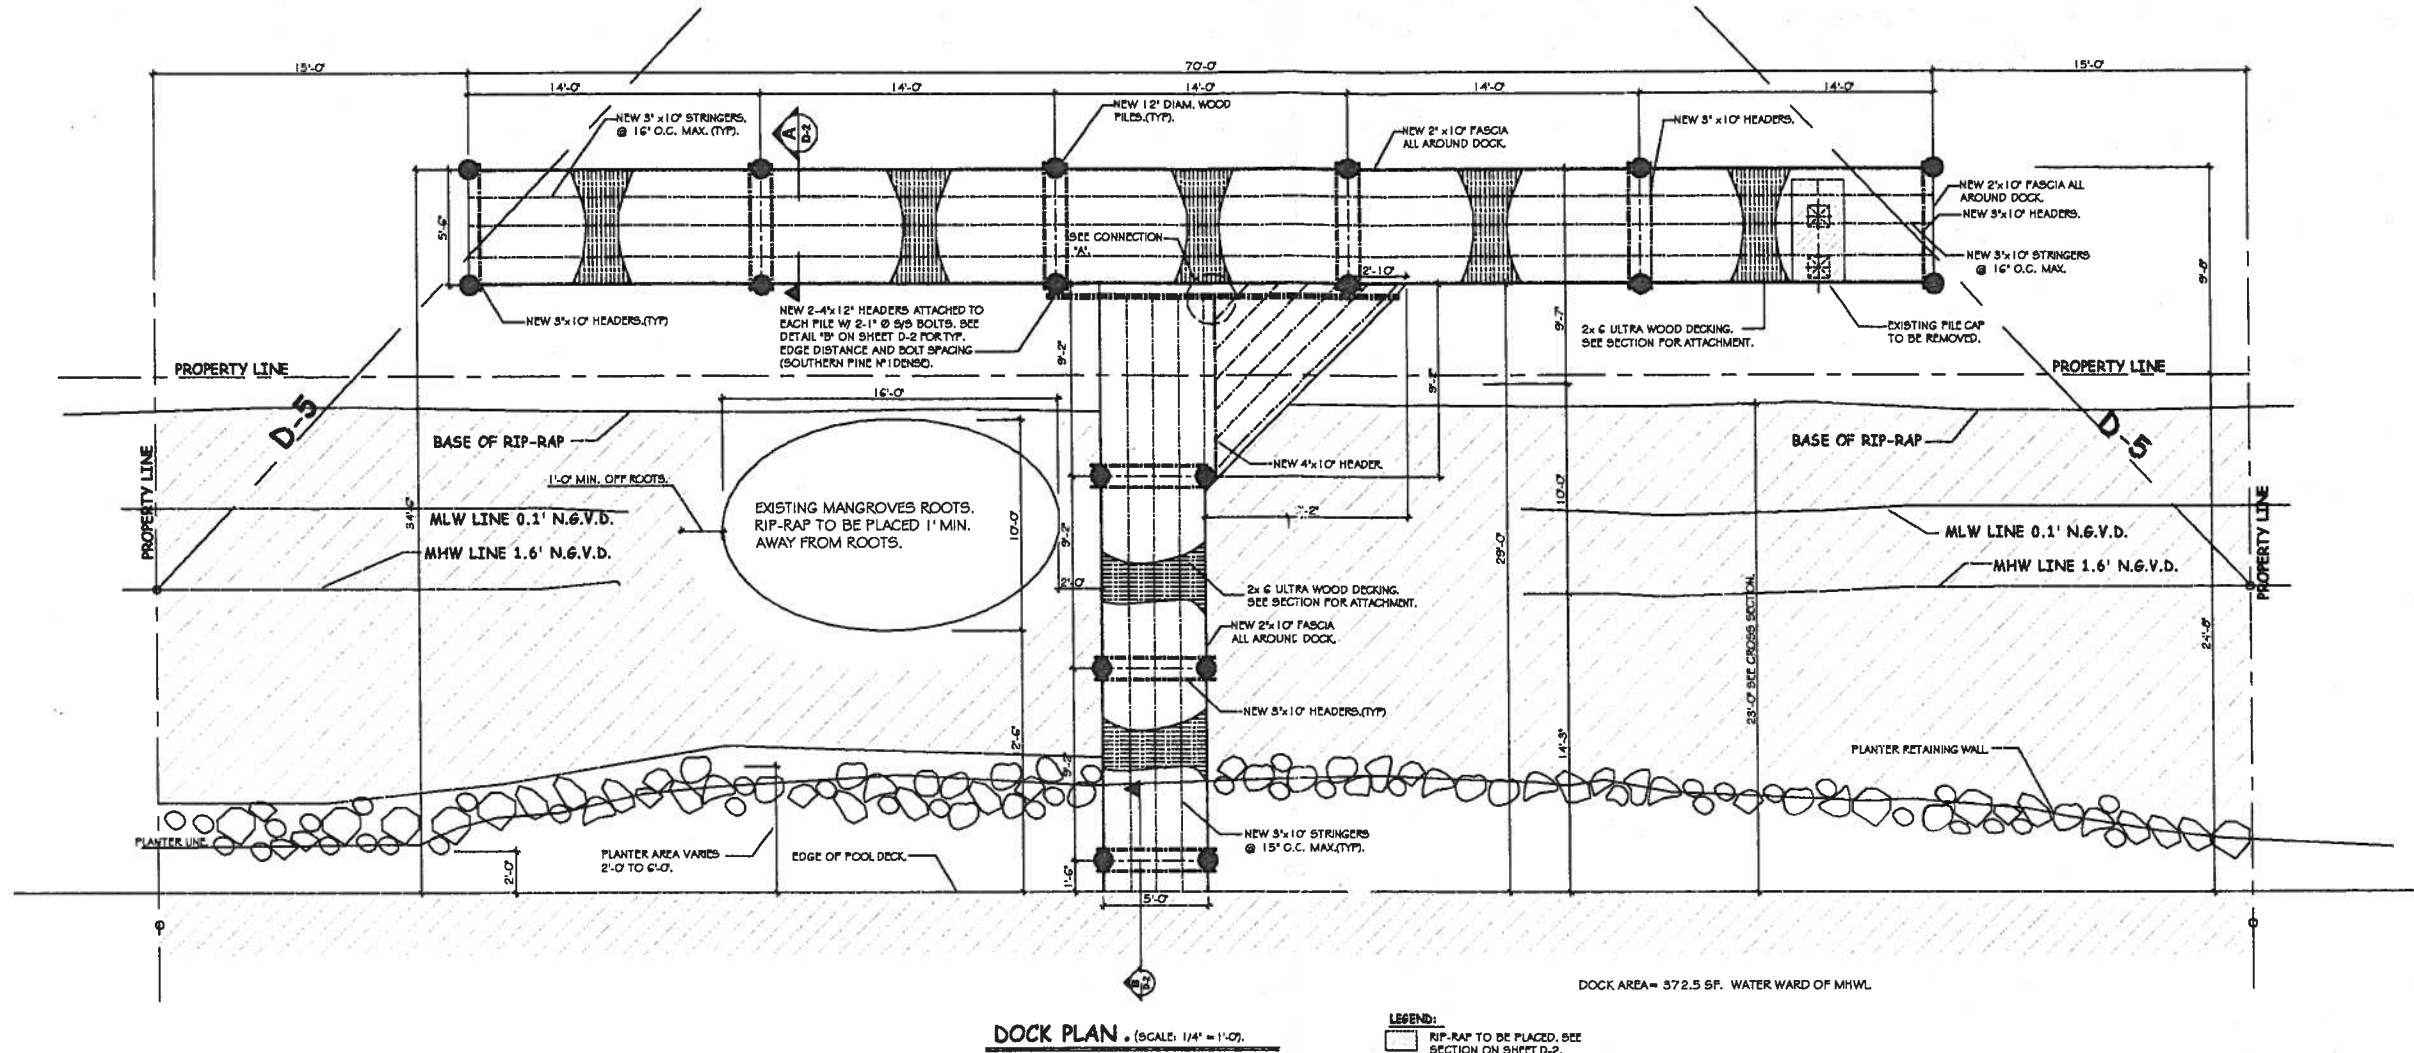 15'-0"
70'-0"
15'-0"
14'-0"
14'-0"
14'-0"
14'-0"
14'-0"
NEW 3" x10" STRINGERS.
@ 16" O.C. MAX. (TYP).
A
D-2
NEW 12" DIAM. WOOD
PILES.(TYP).
NEW 2" x10" FASCIA
ALL AROUND DOCK.
NEW 3" x10" HEADERS.
NEW 2"x10" FASCIA ALL
AROUND DOCK.
NEW 3"x10" HEADERS.
NEW 3"x10" STRINGERS
@ 16" O.C. MAX.
5'-6"
SEE CONNECTION
"A".
2'-10"
9'-8"
NEW 3"x10" HEADERS.(TYP)
NEW 2-4"x12" HEADERS ATTACHED TO
EACH PILE W/ 2-1" Ø S/S BOLTS. SEE
DETAIL "B" ON SHEET D-2 FOR TYP.
EDGE DISTANCE AND BOLT SPACING
(SOUTHERN PINE Nº1DENSE).
9'-2"
9'-7"
2x 6 ULTRA WOOD DECKING.
SEE SECTION FOR ATTACHMENT.
EXISTING PILE CAP
TO BE REMOVED.
PROPERTY LINE
PROPERTY LINE
9'-2"
16'-0"
D-5
D-5
BASE OF RIP-RAP
BASE OF RIP-RAP
PROPERTY LINE
1'-0" MIN. OFF ROOTS.
NEW 4"x10" HEADER
34'-6"
MLW LINE 0.1' N.G.V.D.
MHW LINE 1.6' N.G.V.D.
EXISTING MANGROVES ROOTS.
RIP-RAP TO BE PLACED 1' MIN.
AWAY FROM ROOTS.
10'-0"
9'-2"
10'-0"
29'-0"
MLW LINE 0.1' N.G.V.D.
MHW LINE 1.6' N.G.V.D.
PROPERTY LINE
2'-0"
2x 6 ULTRA WOOD DECKING.
SEE SECTION FOR ATTACHMENT.
NEW 2"x10" FASCIA
ALL AROUND DOCK.
23'-0" SEE CROSS SECTION.
24'-8"
NEW 3"x10" HEADERS.(TYP)
2'-6"
9'-2"
14'-3"
PLANTER RETAINING WALL
PLANTER LINE
NEW 3"x10" STRINGERS
@ 15" O.C. MAX.(TYP).
PLANTER AREA VARIES
2'-0" TO 6'-0".
EDGE OF POOL DECK.
2'-0"
1'-6"
5'-0"
B
D-2
DOCK AREA= 372.5 SF. WATER WARD OF MHWL
DOCK PLAN . (SCALE: 1/4" = 1'-0").
LEGEND:
RIP-RAP TO BE PLACED. SEE
SECTION ON SHEET D-2.